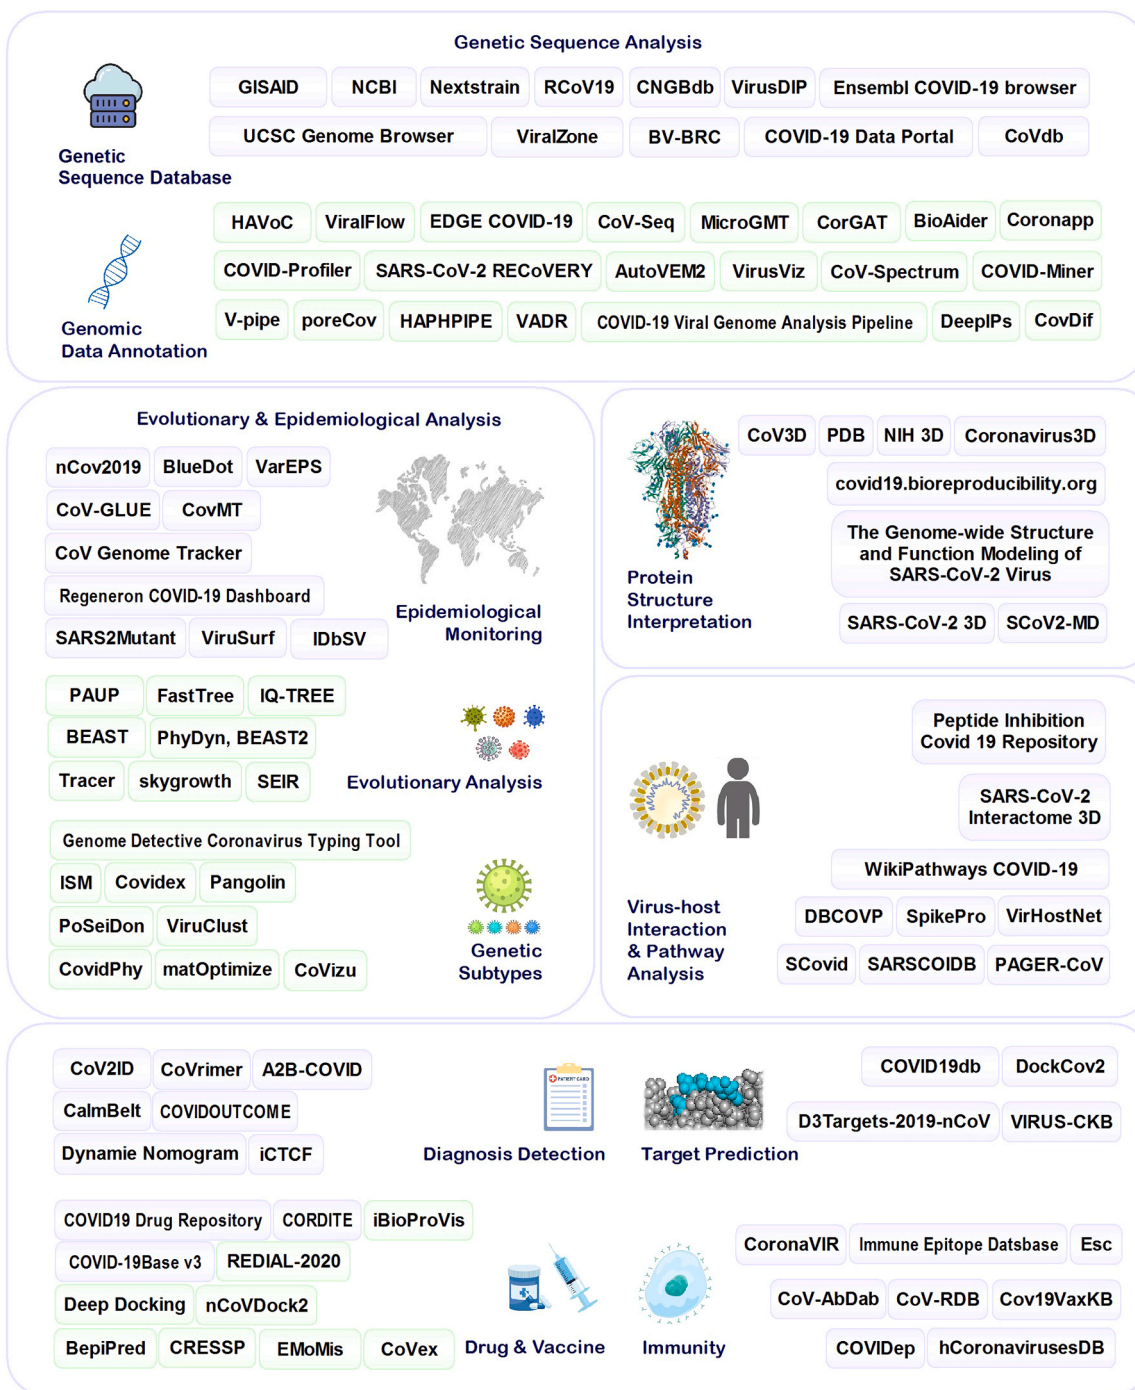 Genetic Sequence Analysis
GISAID NCBI Nextstrain RCoV19 CNGBdb VirusDIP Ensembl COVID-19 browser
UCSC Genome Browser ViralZone BV-BRC COVID-19 Data Portal CoVdb
Genetic
Sequence Database
HAVoC ViralFlow EDGE COVID-19 CoV-Seq MicroGMT CorGAT BioAider Coronapp
COVID-Profiler SARS-CoV-2 RECoVERY AutoVEM2 VirusViz CoV-Spectrum COVID-Miner
V-pipe poreCov HAPHPIPE VADR COVID-19 Viral Genome Analysis Pipeline DeepIPs CovDif
Genomic
Data Annotation
Evolutionary & Epidemiological Analysis
nCov2019 BlueDot VarEPS
CoV-GLUE CovMT
CoV Genome Tracker
Regeneron COVID-19 Dashboard
SARS2Mutant ViruSurf IDbSV
Epidemiological
Monitoring
PAUP FastTree IQ-TREE
BEAST PhyDyn, BEAST2
Tracer skygrowth SEIR
Evolutionary Analysis
Genome Detective Coronavirus Typing Tool
ISM Covidex Pangolin
PoSeiDon ViruClust
CovidPhy matOptimize CoVizu
Genetic
Subtypes
CoV3D PDB NIH 3D Coronavirus3D
covid19.bioreproducibility.org
The Genome-wide Structure
and Function Modeling of
SARS-CoV-2 Virus
SARS-CoV-2 3D SCoV2-MD
Protein
Structure
Interpretation
Peptide Inhibition
Covid 19 Repository
SARS-CoV-2
Interactome 3D
WikiPathways COVID-19
DBCOVP SpikePro VirHostNet
SCovid SARSCOIDB PAGER-CoV
Virus-host
Interaction
& Pathway
Analysis
CoV2ID CoVrimer A2B-COVID
CalmBelt COVIDOUTCOME
Dynamie Nomogram iCTCF
PATIENT CARD
Diagnosis Detection
Target Prediction
COVID19db DockCov2
D3Targets-2019-nCoV VIRUS-CKB
COVID19 Drug Repository CORDITE iBioProVis
COVID-19Base v3 REDIAL-2020
Deep Docking nCoVDock2
BepiPred CRESSP EMoMis CoVex
Drug & Vaccine
Immunity
CoronaVIR Immune Epitope Datsbase Esc
CoV-AbDab CoV-RDB Cov19VaxKB
COVIDep hCoronavirusesDB